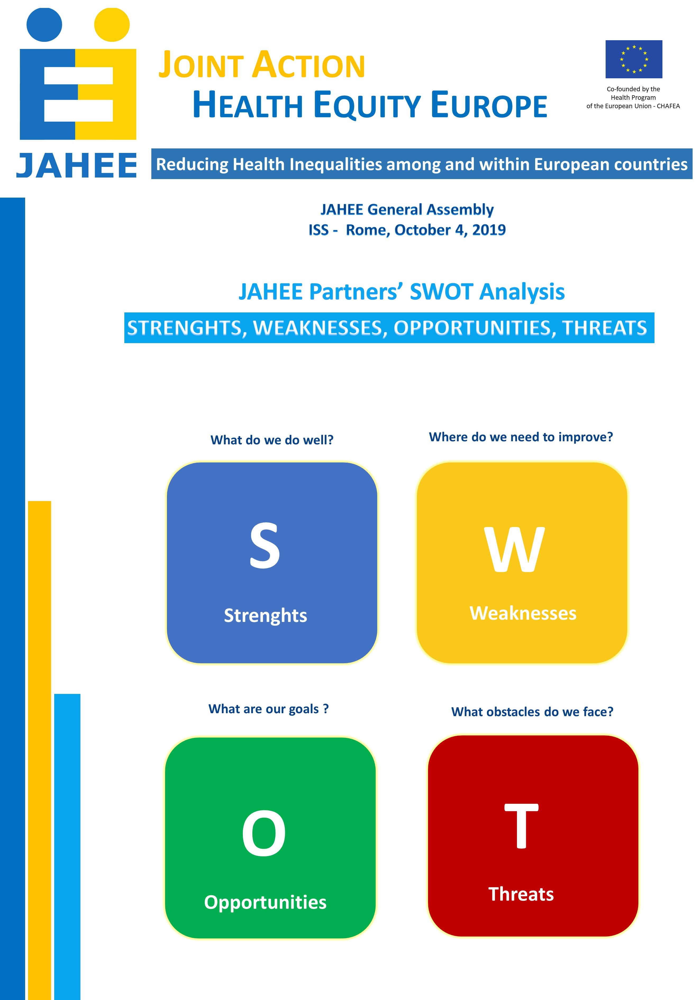 JOINT ACTION
HEALTH EQUITY EUROPE
Co-founded by the
Health Program
of the European Union - CHAFEA
JAHEE
Reducing Health Inequalities among and within European countries
JAHEE General Assembly
ISS - Rome, October 4, 2019
JAHEE Partners’ SWOT Analysis
STRENGHTS, WEAKNESSES, OPPORTUNITIES, THREATS
What do we do well?
Where do we need to improve?
S
Strenghts
W
Weaknesses
What are our goals ?
What obstacles do we face?
O
Opportunities
T
Threats